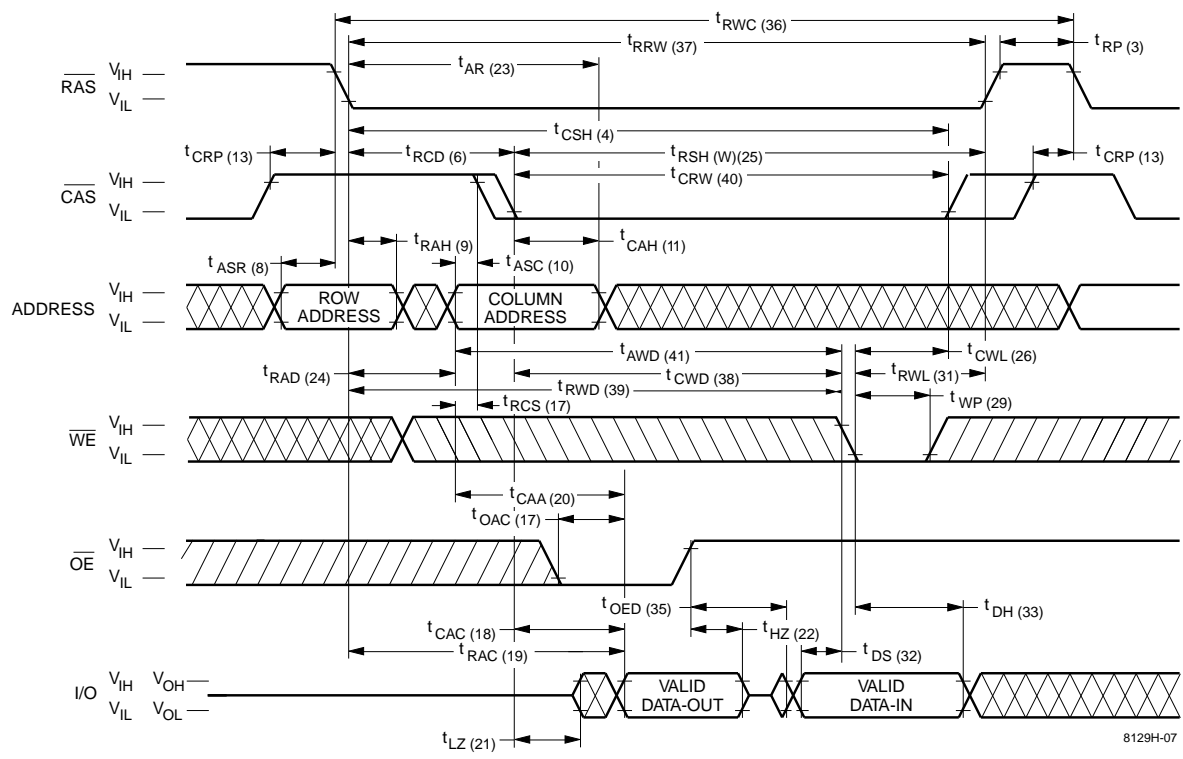 tRWC (36)
tRRW (37)
tRP (3)
tAR (23)
RAS VIH
VIL
tCSH (4)
tCRP (13) tRCD (6) tRSH (W)(25) tCRP (13)
tCRW (40)
CAS VIH
VIL
tRAH (9) tCAH (11)
tASR (8) tASC (10)
ADDRESS VIH
VIL
ROW
ADDRESS
COLUMN
ADDRESS
tAWD (41) tCWL (26)
tRAD (24) tCWD (38) tRWL (31)
tRWD (39)
tRCS (17) tWP (29)
WE VIH
VIL
tCAA (20)
tOAC (17)
OE VIH
VIL
tOED (35) tDH (33)
tCAC (18) tHZ (22)
tRAC (19) tDS (32)
I/O VIH VOH
VIL VOL
VALID
DATA-OUT
VALID
DATA-IN
tLZ (21)
8129H-07